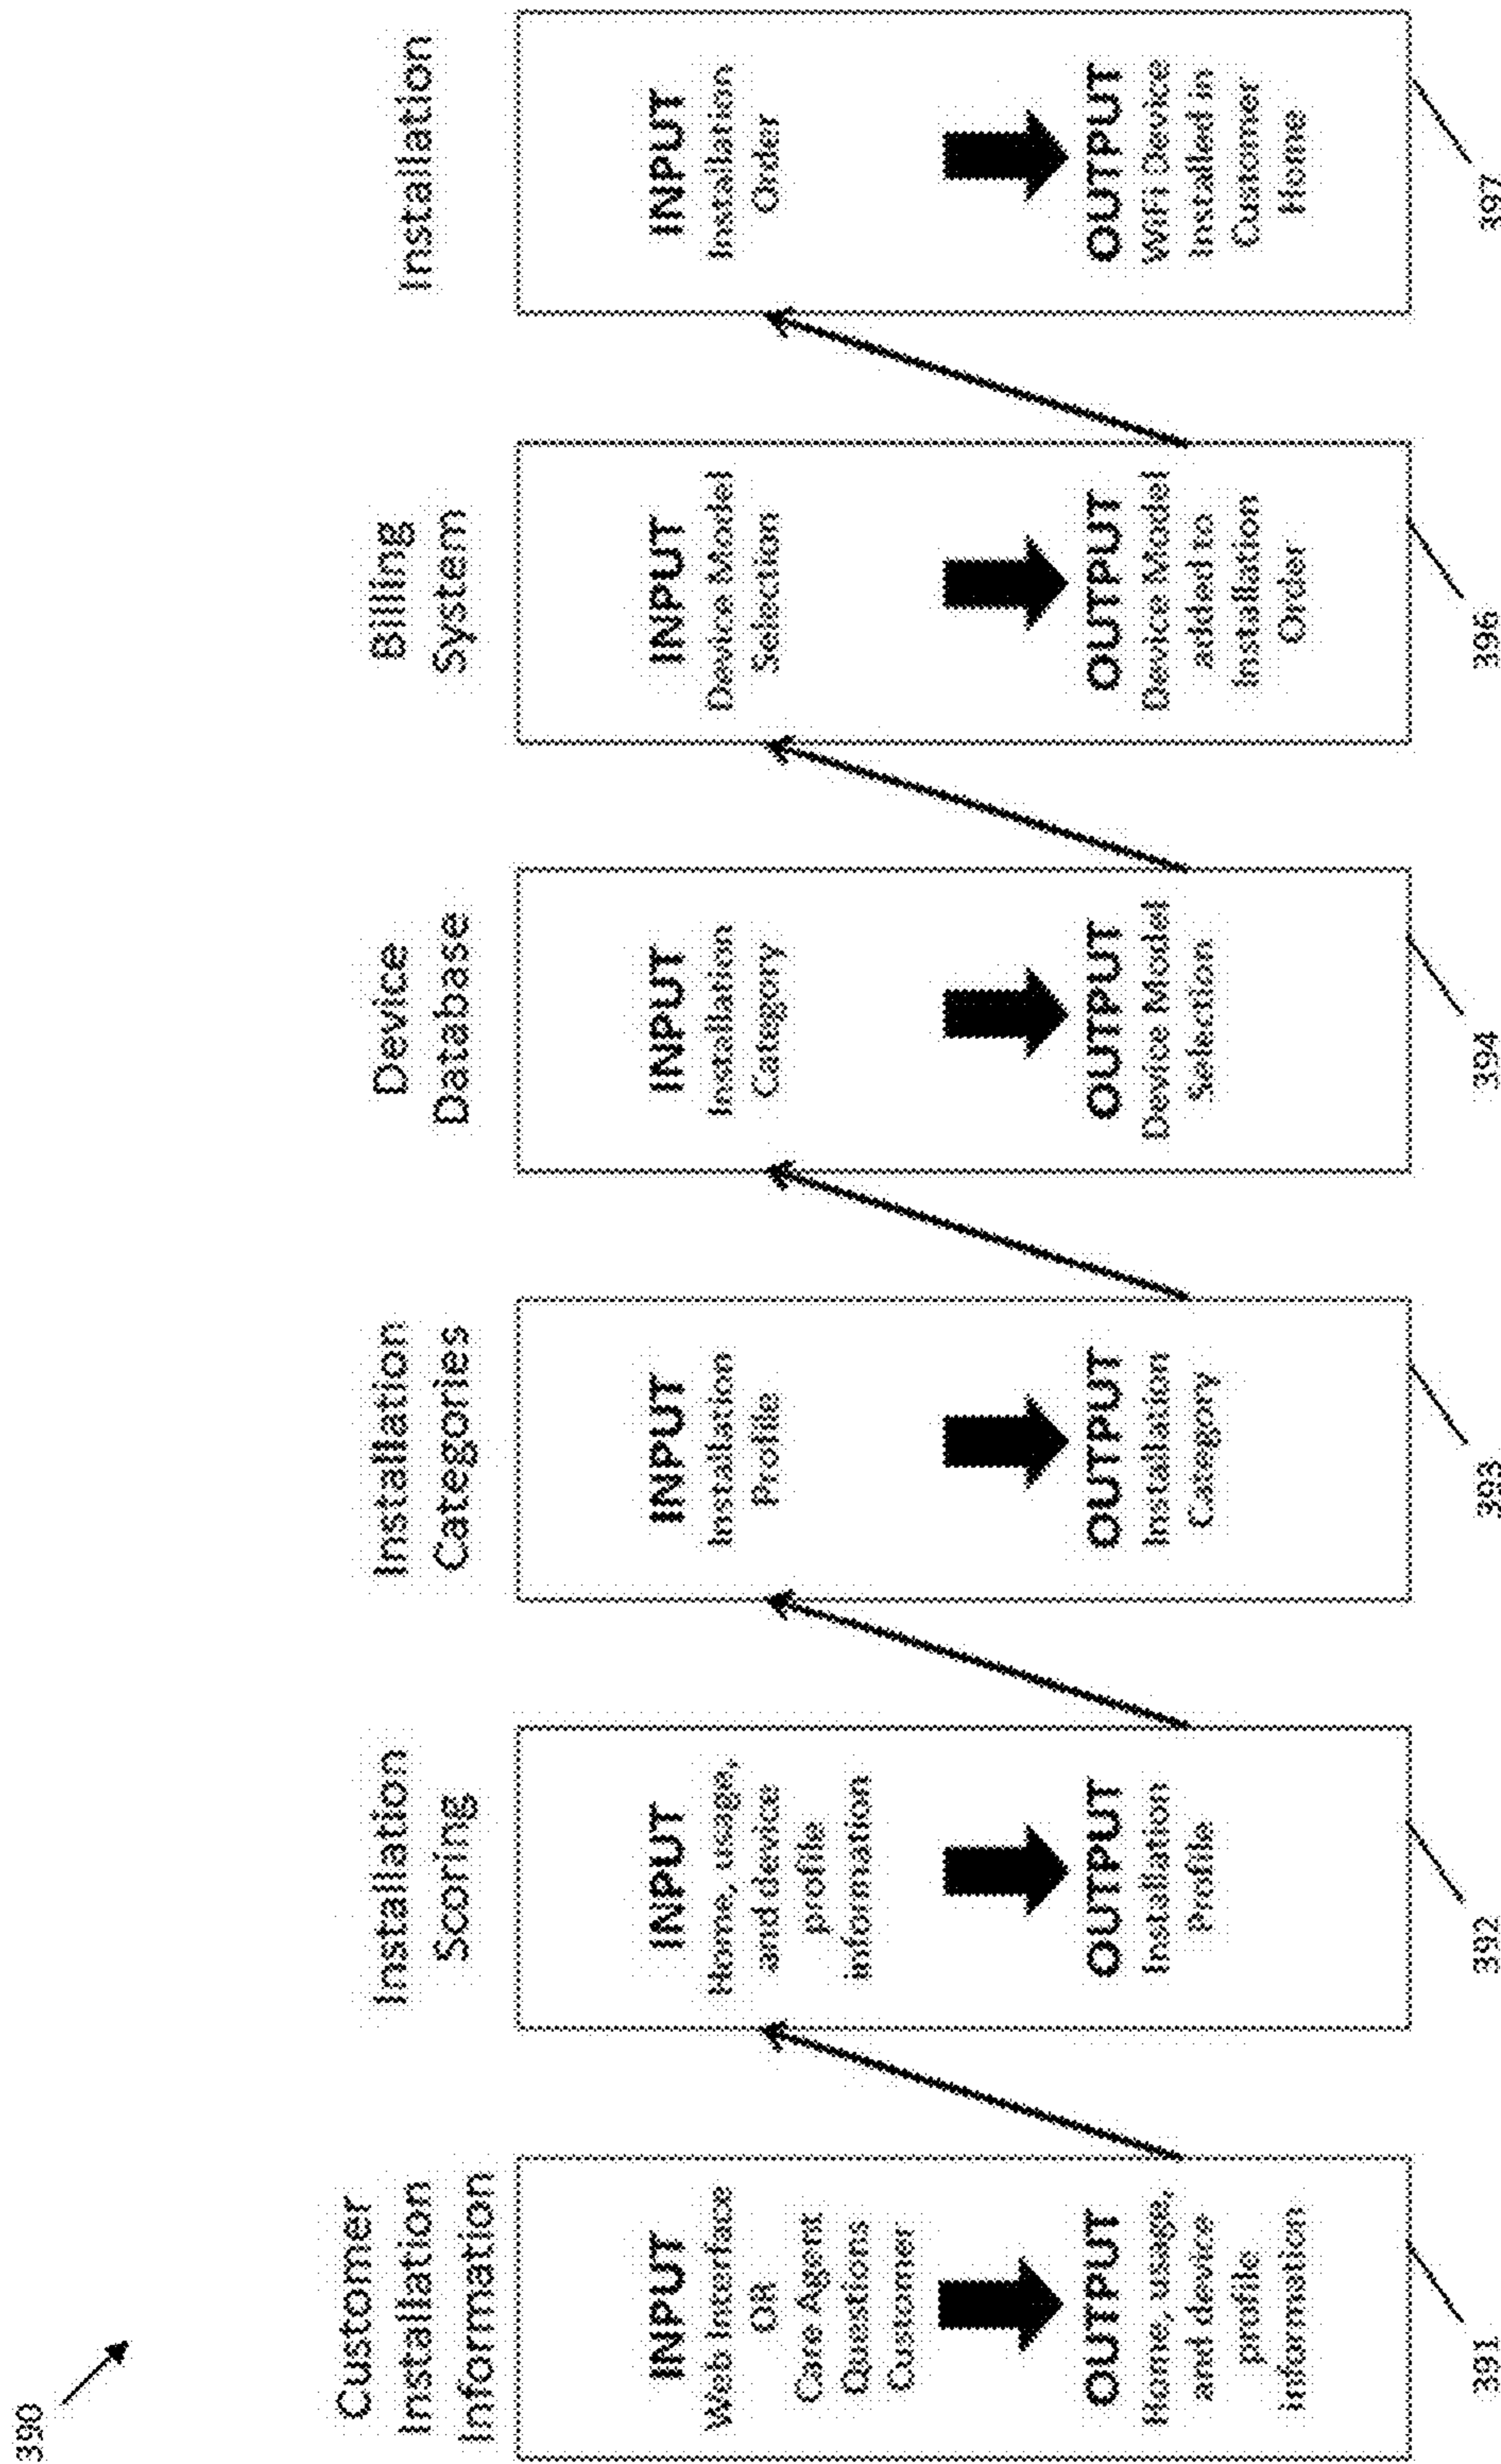 390
Customer
Installation
Information
INPUT
Web Interface
OR
Care Agent
Questions
Customer
OUTPUT
Home, usage,
and device
profile
information
391
Installation
Scoring
INPUT
Home, usage,
and device
profile
information
OUTPUT
Installation
Profile
392
Installation
Categories
INPUT
Installation
Profile
OUTPUT
Installation
Category
393
Device
Database
INPUT
Installation
Category
OUTPUT
Device Model
Selection
394
Billing
System
INPUT
Device Model
Selection
OUTPUT
Device Model
added to
Installation
Order
396
Installation
INPUT
Installation
Order
OUTPUT
WiFi Device
Installed in
Customer
Home
397